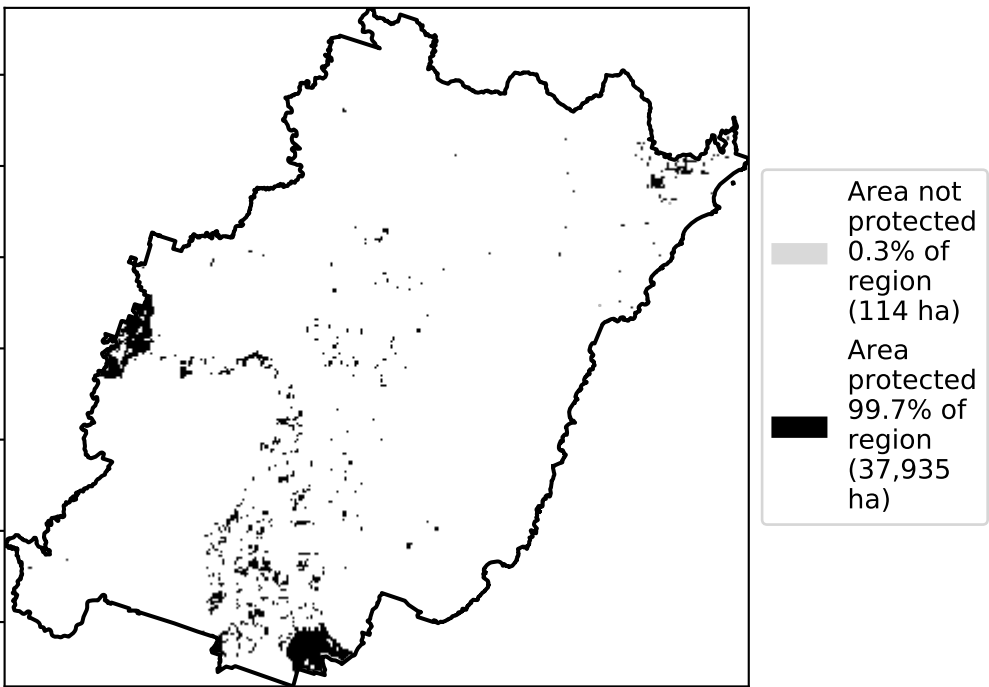 Area not
protected
0.3% of
region
(114 ha)
Area
protected
99.7% of
region
(37,935
ha)